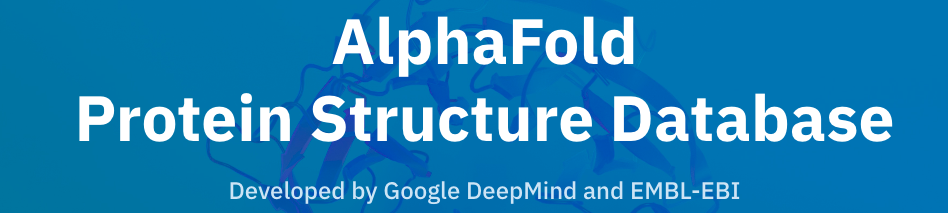 AlphaFold
Protein Structure Database
Developed by Google DeepMind and EMBL-EBI